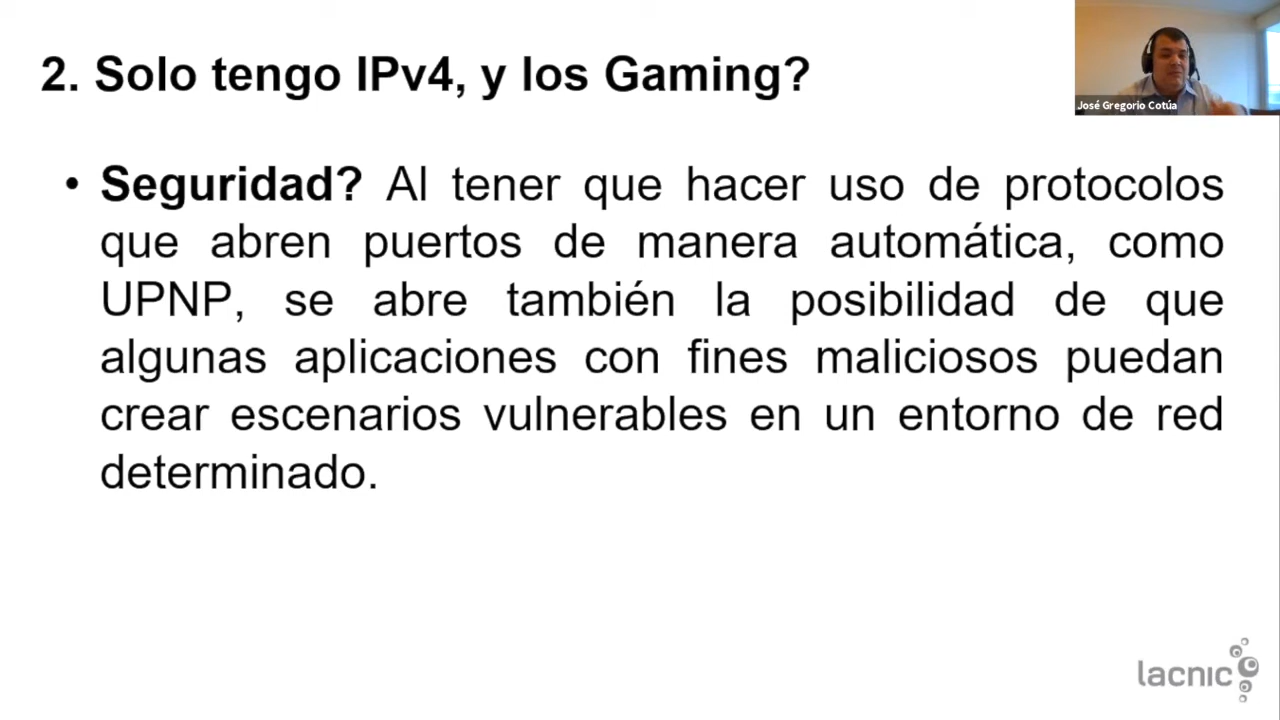 2. Solo tengo IPv4, y los Gaming?
José Gregorio Cotúa
• Seguridad? Al tener que hacer uso de protocolos
que abren puertos de manera automática, como
UPNP, se abre también la posibilidad de que
algunas aplicaciones con fines maliciosos puedan
crear escenarios vulnerables en un entorno de red
determinado.
lacnic